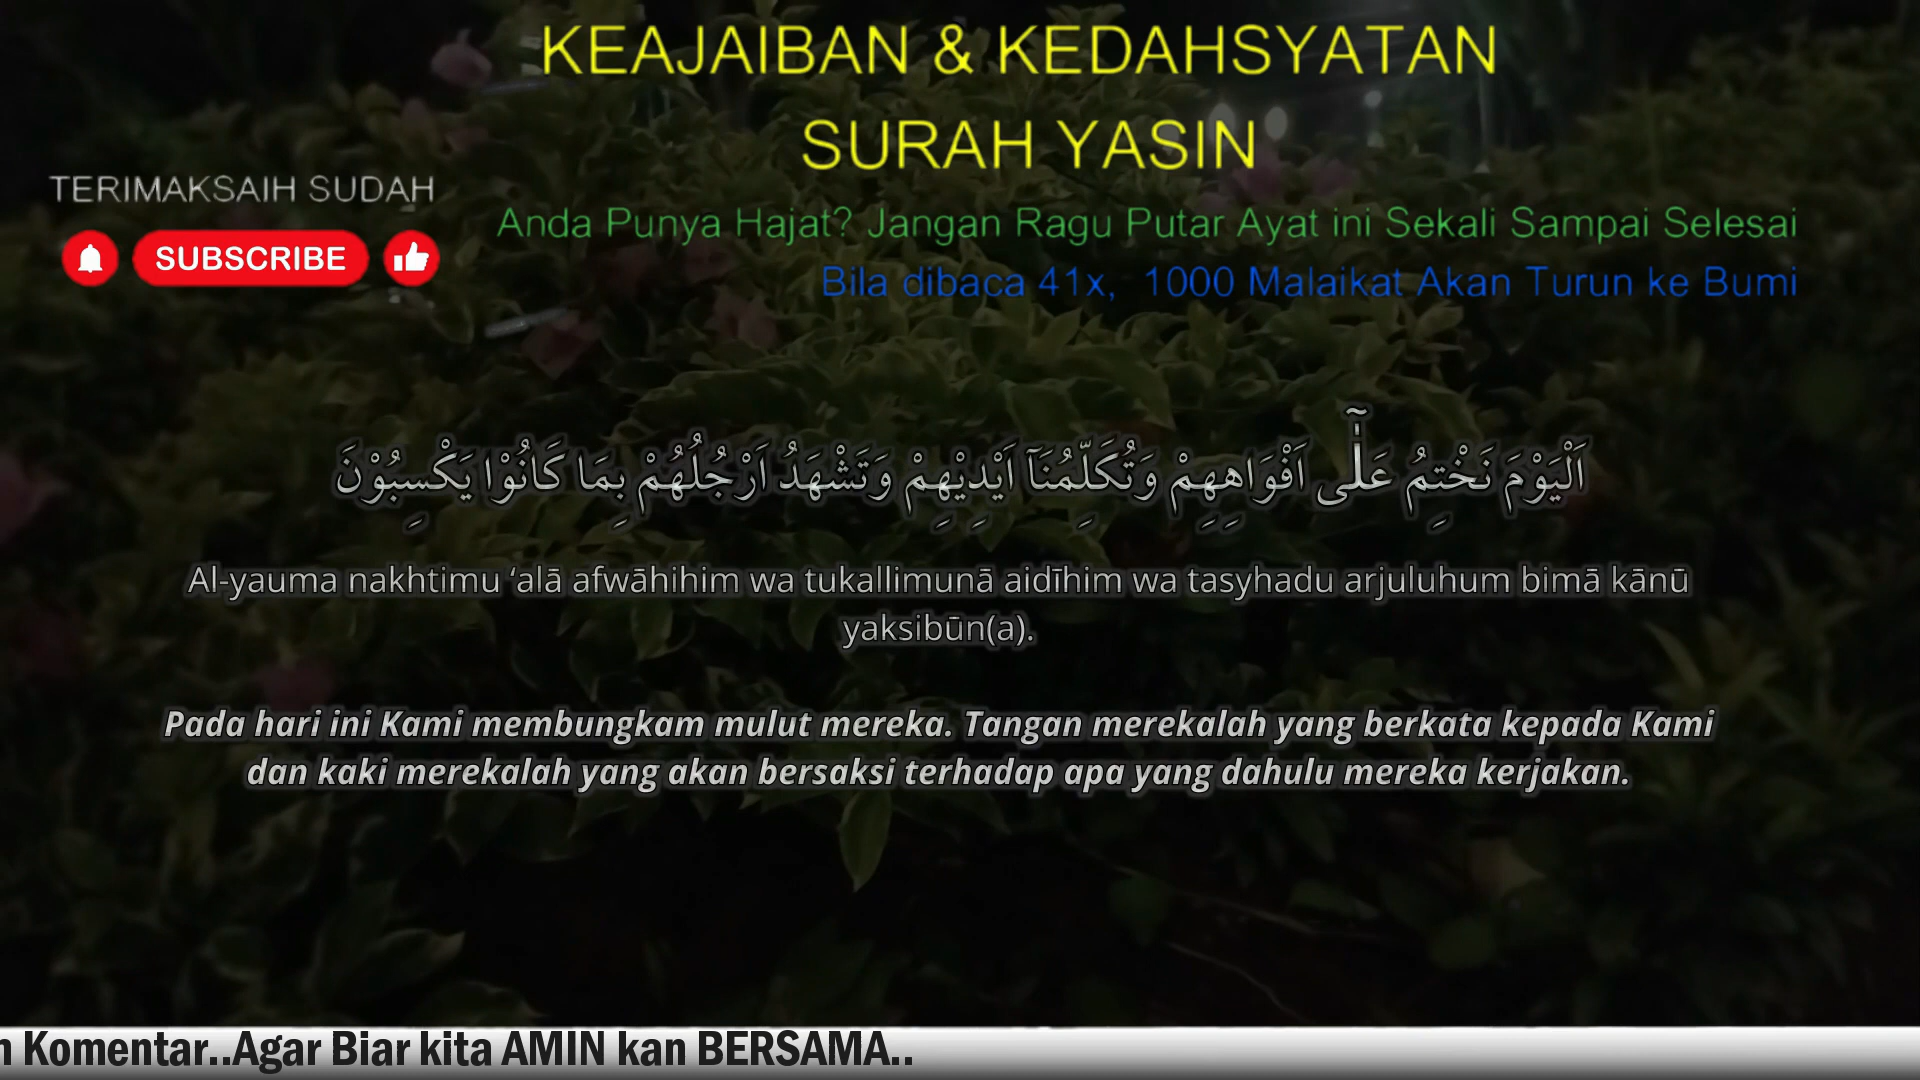 KEAJAIBAN & KEDAHSYATAN
SURAH YASIN
TERIMAKSAIH SUDAH
SUBSCRIBE
Anda Punya Hajat? Jangan Ragu Putar Ayat ini Sekali Sampai Selesai
Bila dibaca 41x, 1000 Malaikat Akan Turun ke Bumi
اَلْيَوْمَ نَخْتِمُ عَلٰٓى اَفْوَاهِهِمْ وَتُكَلِّمُنَآ اَيْدِيْهِمْ وَتَشْهَدُ اَرْجُلُهُمْ بِمَا كَانُوْا يَكْسِبُوْنَ
Al-yauma nakhtimu ‘alā afwāhihim wa tukallimunā aidīhim wa tasyhadu arjuluhum bimā kānū
yaksibūn(a).
Pada hari ini Kami membungkam mulut mereka. Tangan merekalah yang berkata kepada Kami
dan kaki merekalah yang akan bersaksi terhadap apa yang dahulu mereka kerjakan.
n Komentar..Agar Biar kita AMIN kan BERSAMA..